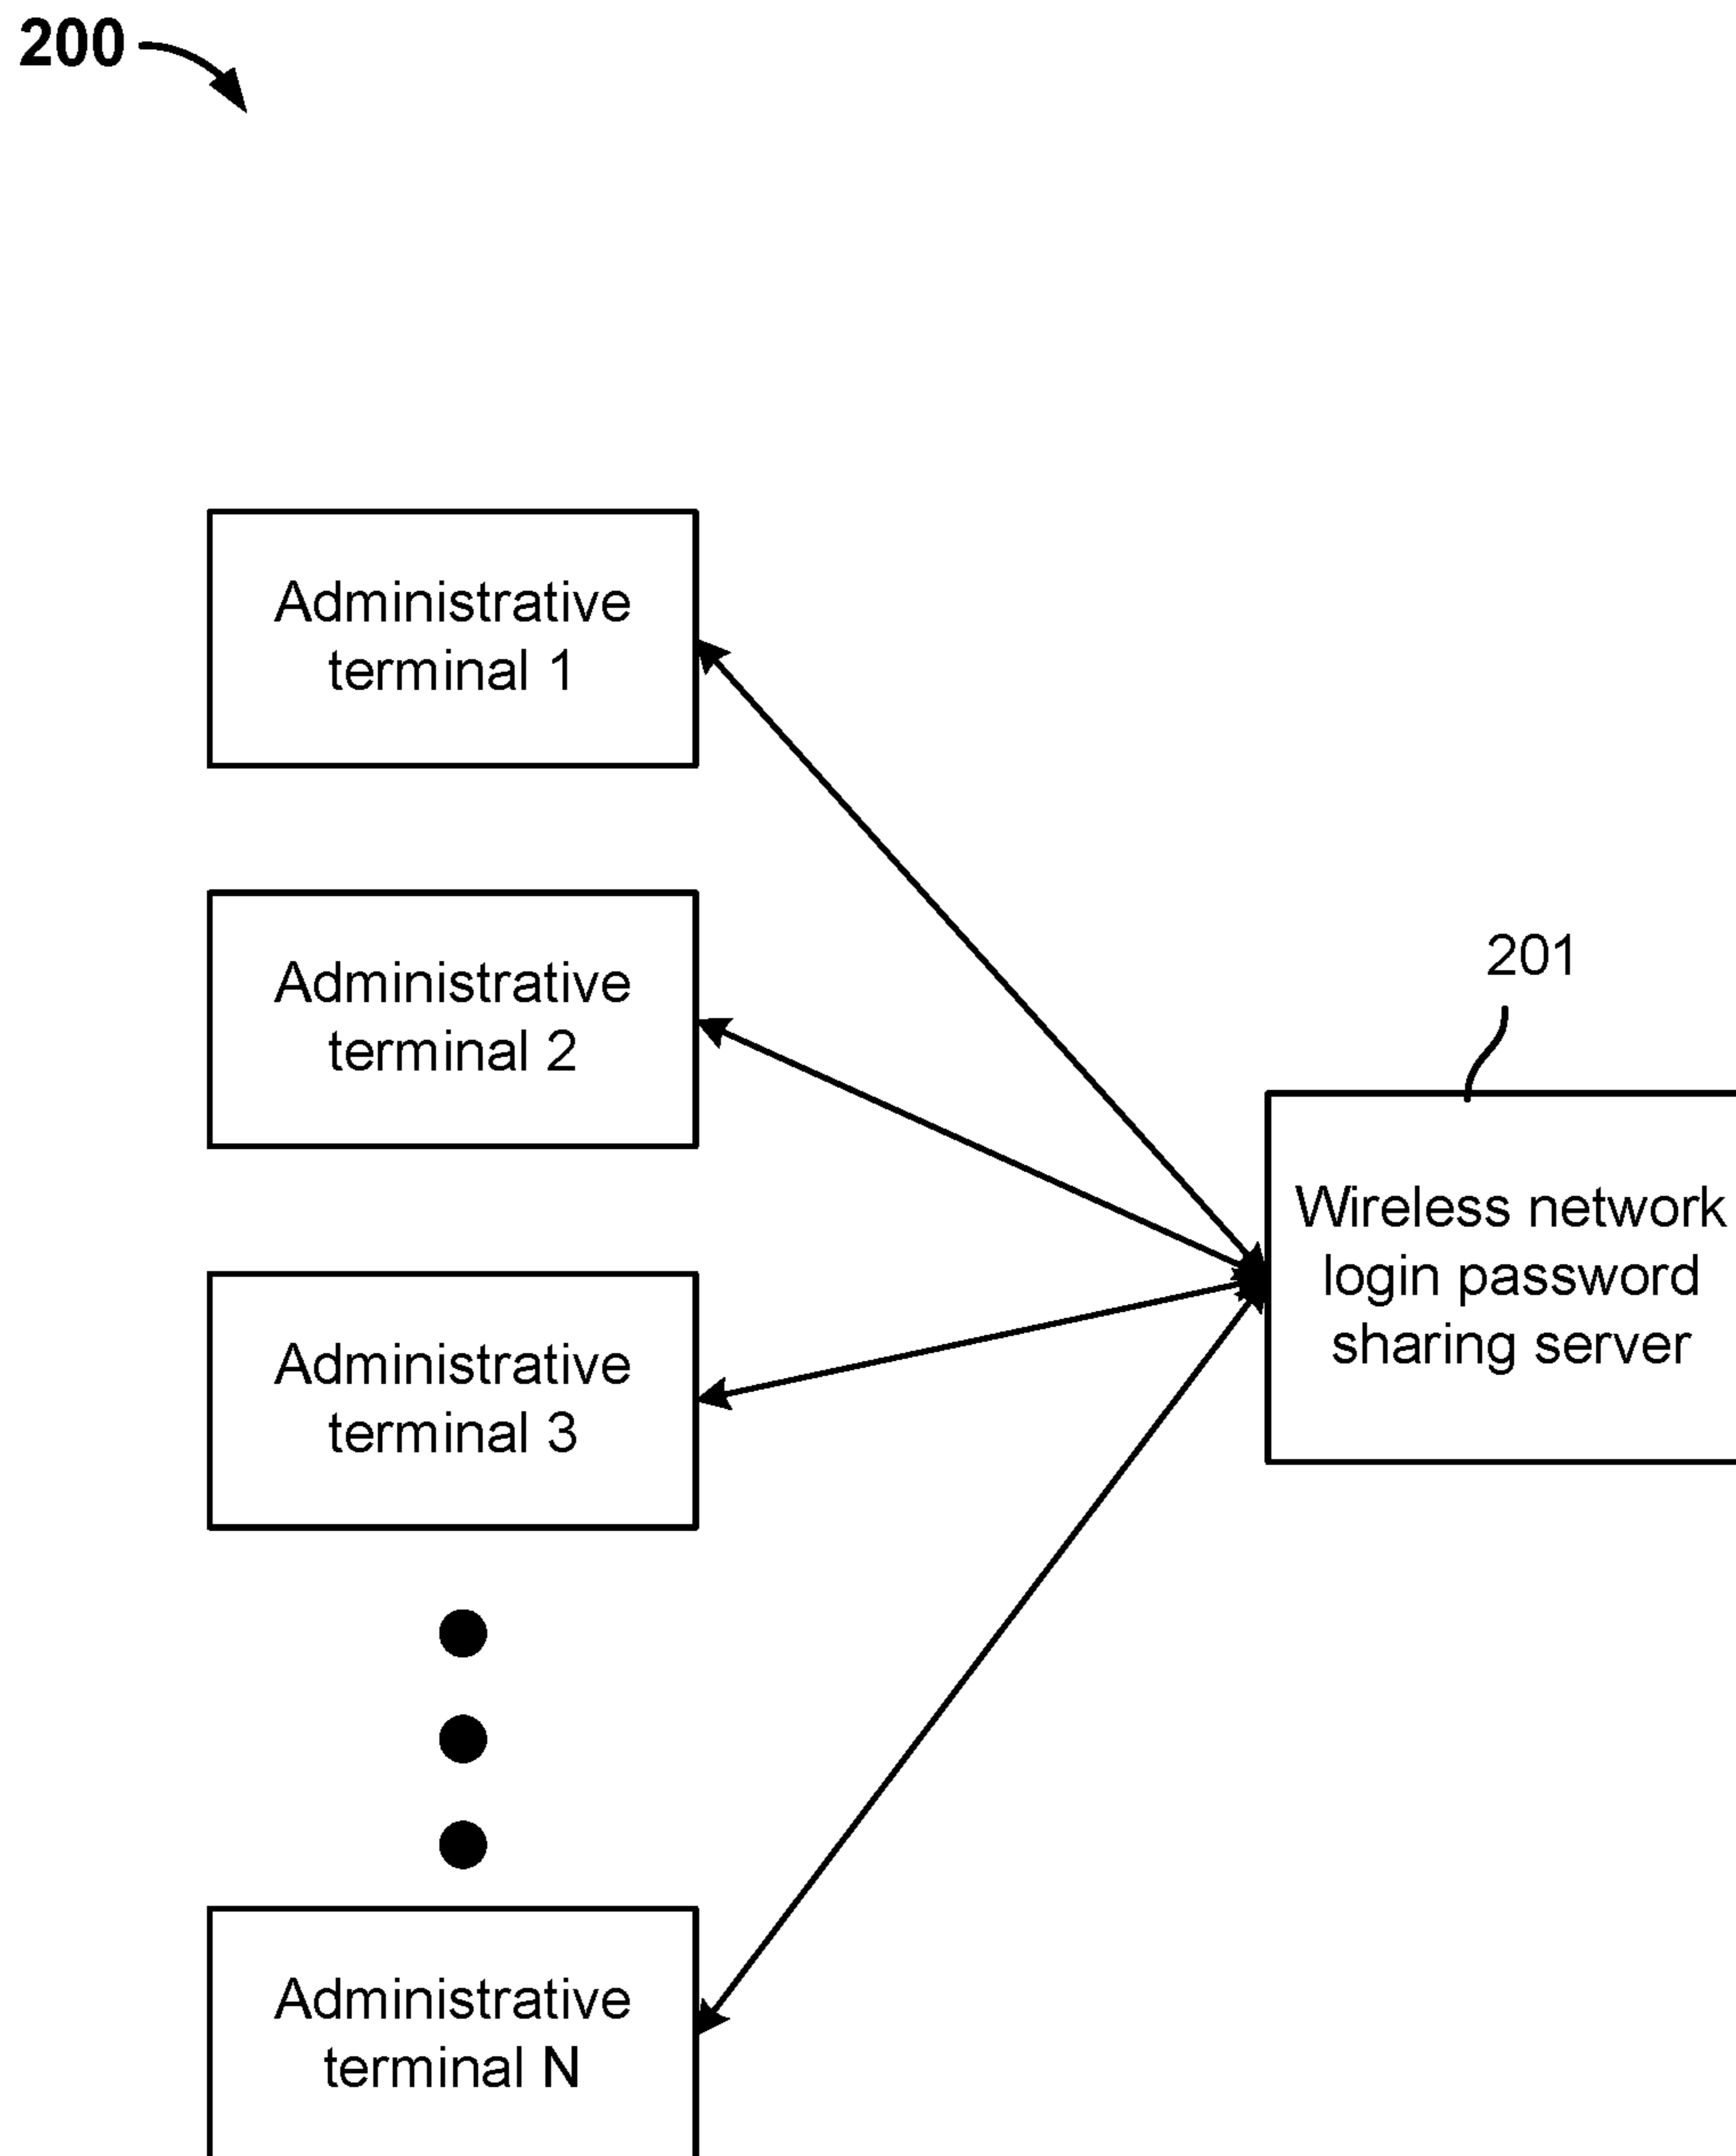 200
Administrative
terminal 1
Administrative
terminal 2
201
Wireless network
login password
sharing server
Administrative
terminal 3
Administrative
terminal N